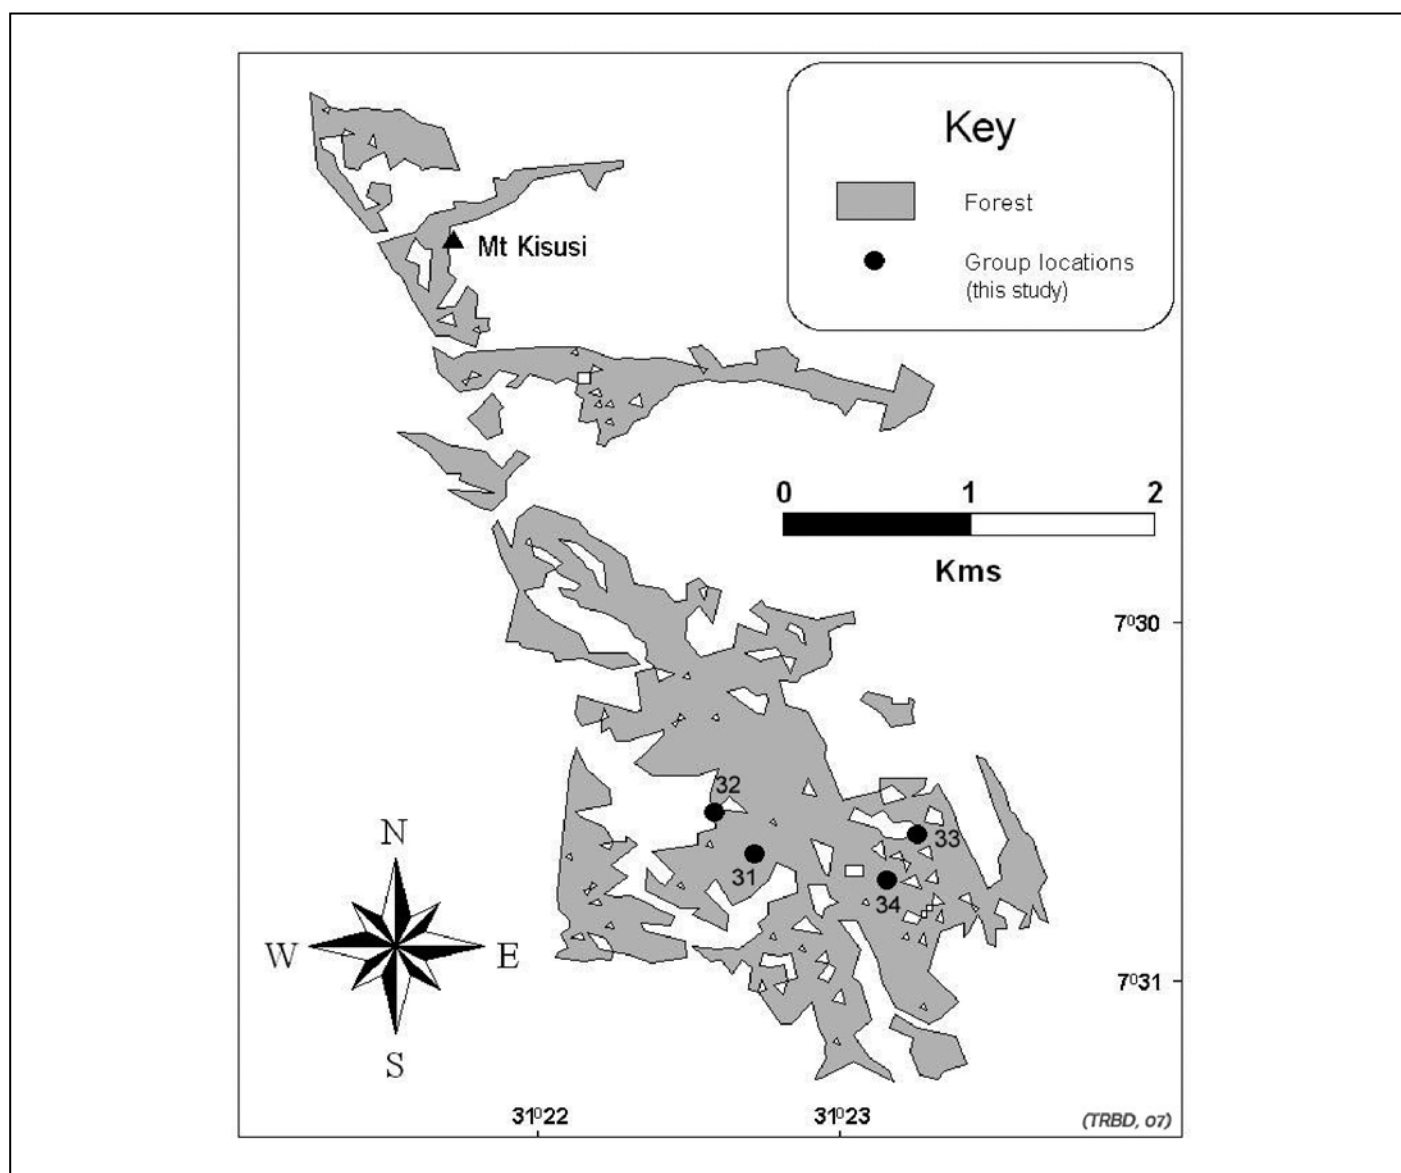 Key
Forest
Group locations
(this study)
Mt Kisusi
0 1 2
Kms
7⁰30
32
33
31
34
N
W E
S
7⁰31
31⁰22 31⁰23
(TRBD, 07)